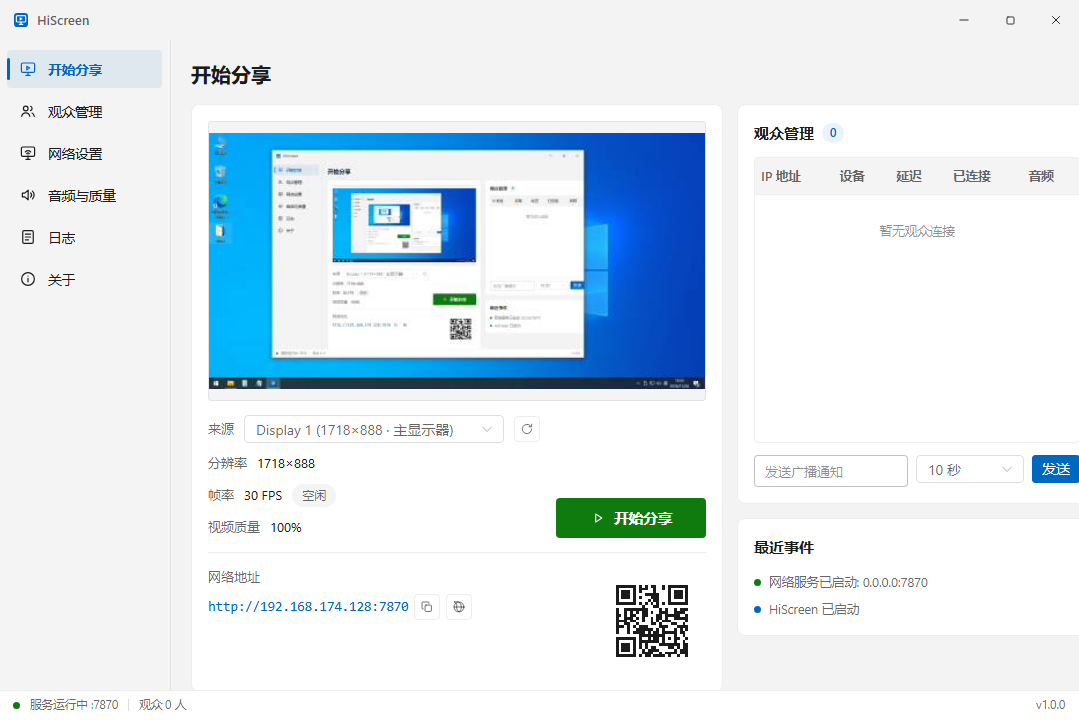 HiScreen
开始分享
观众管理
网络设置
音频与质量
日志
关于
开始分享
来源 Display 1 (1718×888 · 主显示器)
分辨率 1718×888
帧率 30 FPS 空闲
视频质量 100%
开始分享
网络地址
http://192.168.174.128:7870
观众管理 0
IP 地址 设备 延迟 已连接 音频
暂无观众连接
发送广播通知 10 秒 发送
最近事件
网络服务已启动: 0.0.0.0:7870
HiScreen 已启动
服务运行中 :7870 观众 0 人 v1.0.0